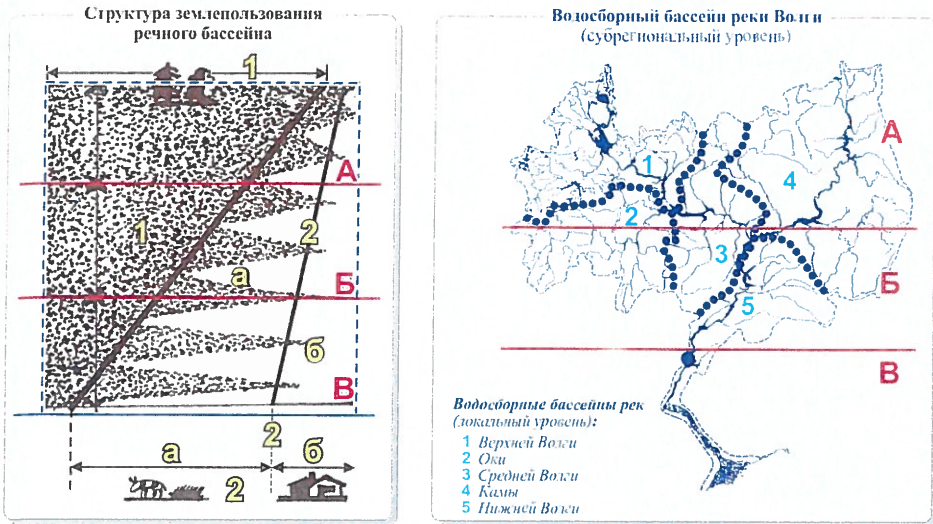 Структура землепользования
речного бассейна
1
А
1
2
а
Б
б
В
2
а
б
2
Водосборный бассейн реки Волги
(субрегиональный уровень)
А
1
4
2
3
Б
5
В
Водосборные бассейны рек
(локальный уровень):
1 Верхней Волги
2 Оки
3 Средней Волги
4 Камы
5 Нижней Волги